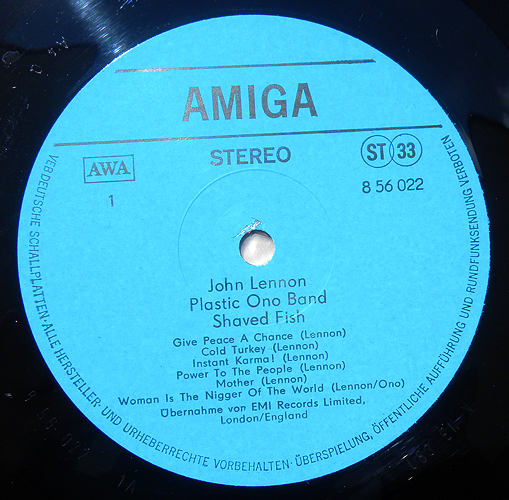 AMIGA
STEREO
AWA
ST 33
1
8 56 022
John Lennon
Plastic Ono Band
Shaved Fish
Give Peace A Chance (Lennon)
Cold Turkey (Lennon)
Instant Karma! (Lennon)
Power To The People (Lennon)
Mother (Lennon)
Woman Is The Nigger Of The World (Lennon/Ono)
Übernahme von EMI Records Limited,
London/England
VEB DEUTSCHE SCHALLPLATTEN · ALLE HERSTELLER- UND URHEBERRECHTE VORBEHALTEN · ÜBERSPIELUNG, ÖFFENTLICHE AUFFÜHRUNG UND RUNDFUNKSENDUNG VERBOTEN